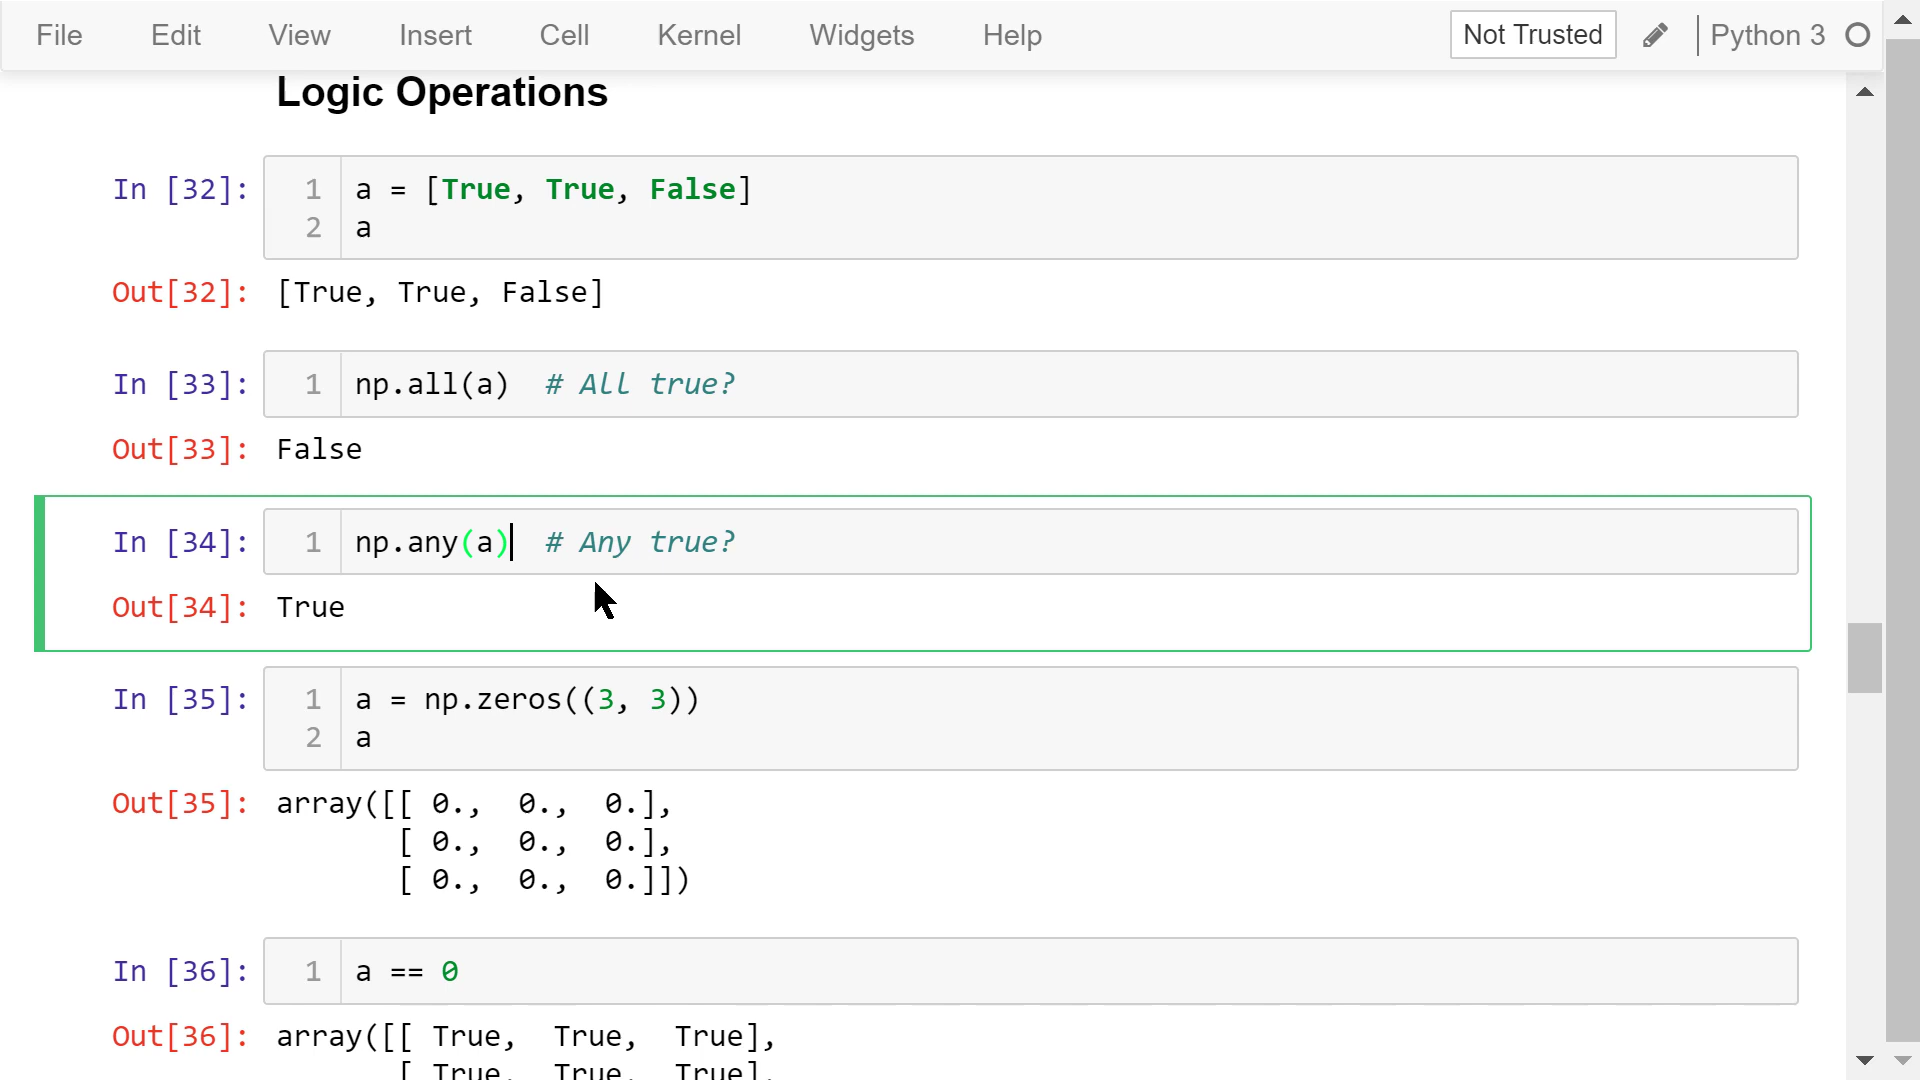 File Edit View Insert Cell Kernel Widgets Help Not Trusted Python 3
Logic Operations
In [32]: 1 a = [True, True, False]
2 a
Out[32]: [True, True, False]
In [33]: 1 np.all(a)  # All true?
Out[33]: False
In [34]: 1 np.any(a)  # Any true?
Out[34]: True
In [35]: 1 a = np.zeros((3, 3))
2 a
Out[35]: array([[ 0.,  0.,  0.],
[ 0.,  0.,  0.],
[ 0.,  0.,  0.]])
In [36]: 1 a == 0
Out[36]: array([[ True,  True,  True],
[ True,  True,  True],